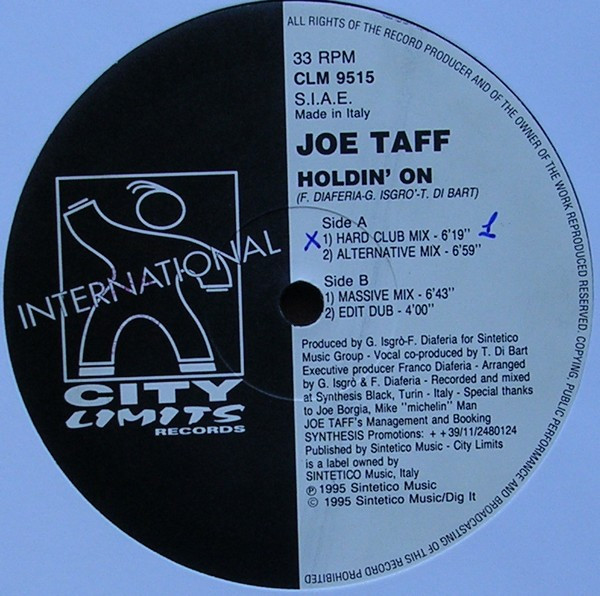 ALL RIGHTS OF THE RECORD PRODUCER AND OF THE OWNER OF THE WORK REPRODUCED RESERVED. COPYING, PUBLIC PERFORMANCE AND BROADCASTING OF THIS RECORD PROHIBITED
33 RPM
CLM 9515
S.I.A.E.
Made in Italy
JOE TAFF
HOLDIN' ON
(F. DIAFERIA-G. ISGRO'-T. DI BART)
Side A
X 1) HARD CLUB MIX - 6'19" 1
2) ALTERNATIVE MIX - 6'59"
Side B
1) MASSIVE MIX - 6'43"
2) EDIT DUB - 4'00"
Produced by G. Isgrò-F. Diaferia for Sintetico
Music Group - Vocal co-produced by T. Di Bart
Executive producer Franco Diaferia - Arranged
by G. Isgrò & F. Diaferia - Recorded and mixed
at Synthesis Black, Turin - Italy - Special thanks
to Joe Borgia, Mike "michelin" Man
JOE TAFF's Management and Booking
SYNTHESIS Promotions: + +39/11/2480124
Published by Sintetico Music - City Limits
is a label owned by
SINTETICO Music, Italy
℗ 1995 Sintetico Music
© 1995 Sintetico Music/Dig It
INTERNATIONAL
CITY
LIMITS
RECORDS